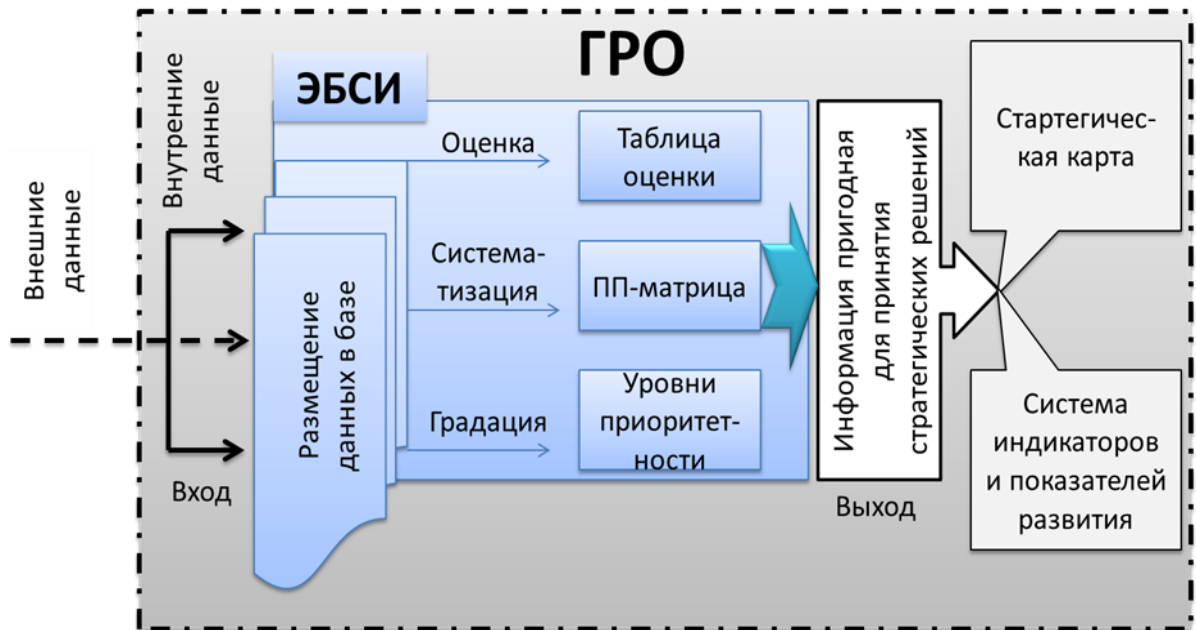 ГРО
ЭБСИ
Внешние
данные
Внутренние
данные
Вход
Размещение
данных в базе
Оценка
Таблица
оценки
Система-
тизация
ПП-матрица
Градация
Уровни
приоритет-
ности
Информация пригодная
для принятия
стратегических решений
Выход
Стартегичес-
кая карта
Система
индикаторов
и показателей
развития